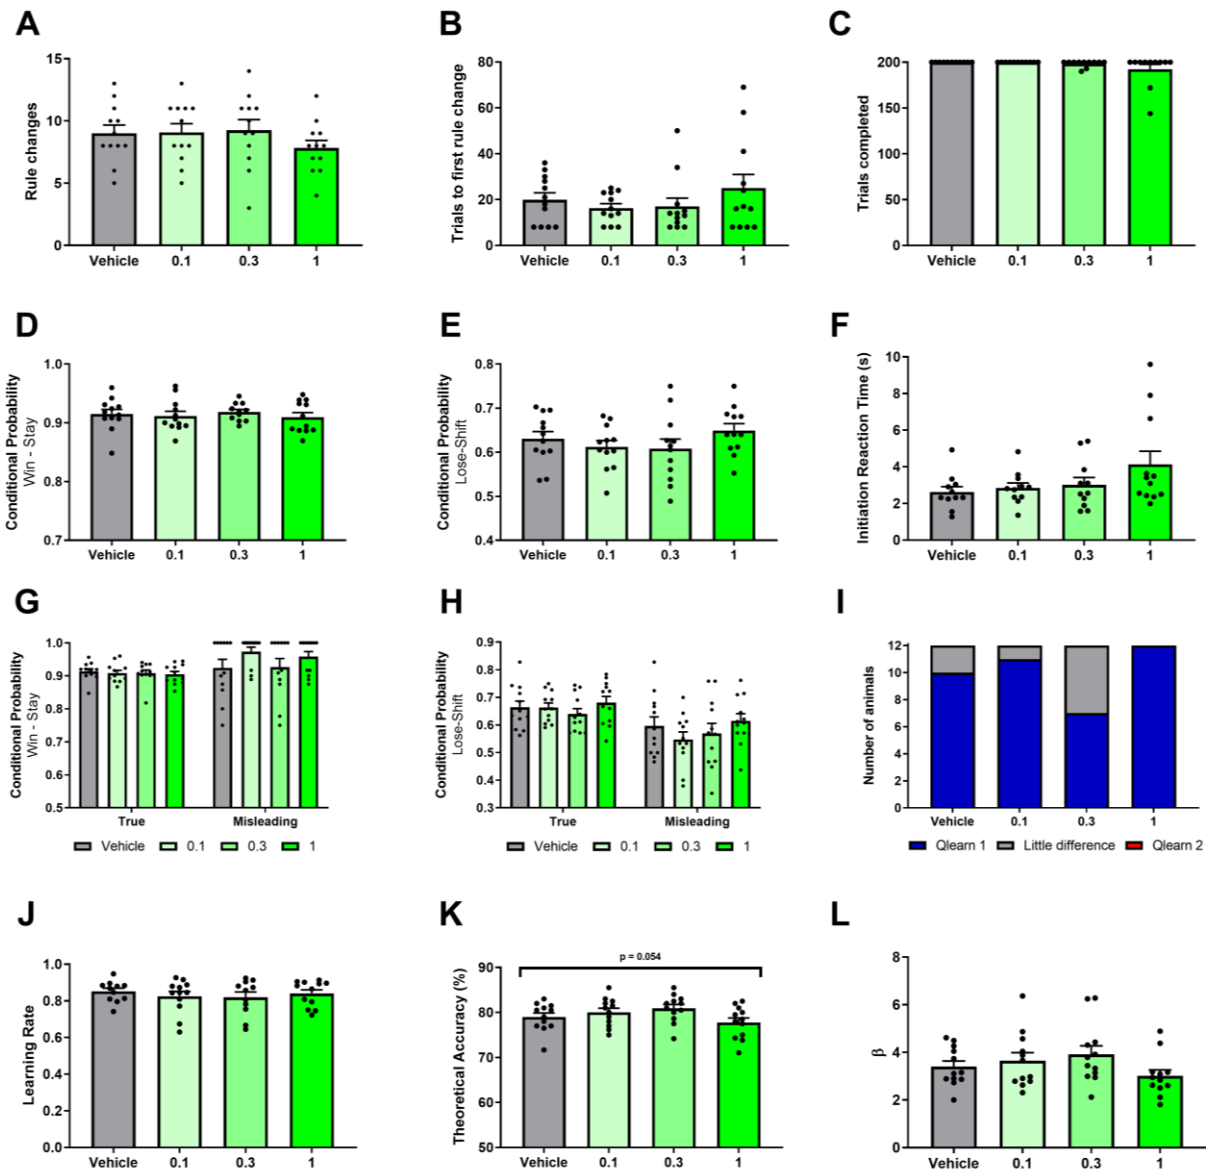 A
Rule changes
15
10
5
0
Vehicle 0.1 0.3 1
B
Trials to first rule change
80
60
40
20
0
Vehicle 0.1 0.3 1
C
Trials completed
200
150
100
50
0
Vehicle 0.1 0.3 1
D
Conditional Probability
Win - Stay
1.0
0.9
0.8
0.7
Vehicle 0.1 0.3 1
E
Conditional Probability
Lose-Shift
0.8
0.7
0.6
0.5
0.4
Vehicle 0.1 0.3 1
F
Initiation Reaction Time (s)
10
8
6
4
2
0
Vehicle 0.1 0.3 1
G
Conditional Probability
Win - Stay
1.0
0.9
0.8
0.7
0.6
0.5
True Misleading
Vehicle 0.1 0.3 1
H
Conditional Probability
Lose-Shift
0.9
0.8
0.7
0.6
0.5
0.4
0.3
True Misleading
Vehicle 0.1 0.3 1
I
Number of animals
12
10
8
6
4
2
0
Vehicle 0.1 0.3 1
Qlearn 1 Little difference Qlearn 2
J
Learning Rate
1.0
0.8
0.6
0.4
0.2
0.0
Vehicle 0.1 0.3 1
K
Theoretical Accuracy (%)
p = 0.054
90
80
70
60
50
Vehicle 0.1 0.3 1
L
β
8
6
4
2
0
Vehicle 0.1 0.3 1